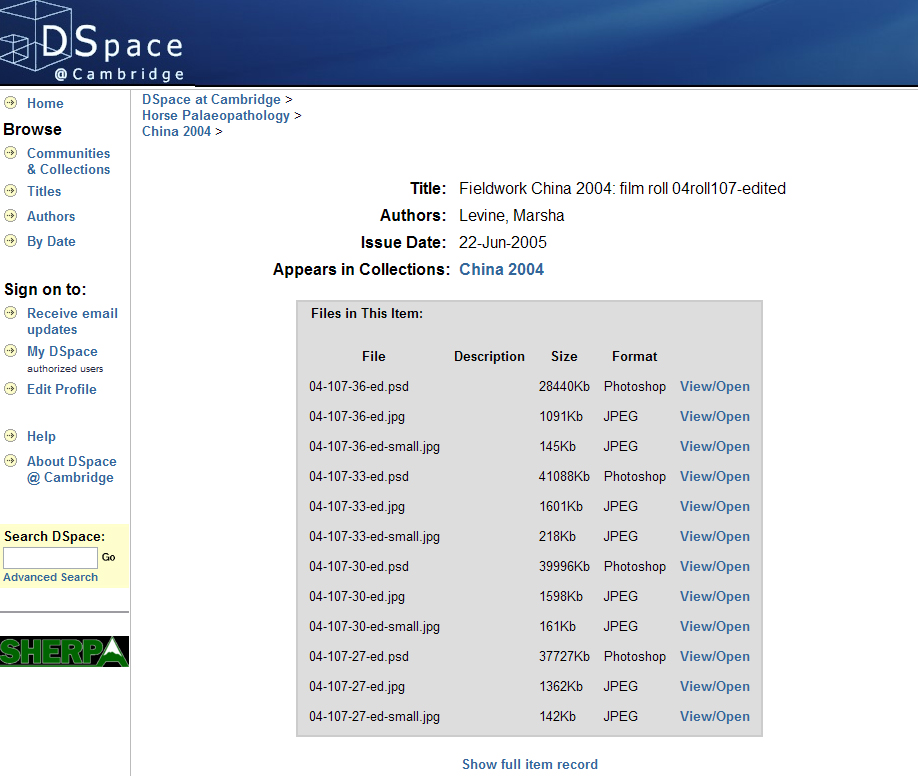 DSpace
@Cambridge
Home
Browse
Communities
& Collections
Titles
Authors
By Date
Sign on to:
Receive email
updates
My DSpace
authorized users
Edit Profile
Help
About DSpace
@ Cambridge
Search DSpace:
Go
Advanced Search
SHERPA
DSpace at Cambridge >
Horse Palaeopathology >
China 2004 >
Title: Fieldwork China 2004: film roll 04roll107-edited
Authors: Levine, Marsha
Issue Date: 22-Jun-2005
Appears in Collections: China 2004
Files in This Item:
File Description Size Format
04-107-36-ed.psd 28440Kb Photoshop View/Open
04-107-36-ed.jpg 1091Kb JPEG View/Open
04-107-36-ed-small.jpg 145Kb JPEG View/Open
04-107-33-ed.psd 41088Kb Photoshop View/Open
04-107-33-ed.jpg 1601Kb JPEG View/Open
04-107-33-ed-small.jpg 218Kb JPEG View/Open
04-107-30-ed.psd 39996Kb Photoshop View/Open
04-107-30-ed.jpg 1598Kb JPEG View/Open
04-107-30-ed-small.jpg 161Kb JPEG View/Open
04-107-27-ed.psd 37727Kb Photoshop View/Open
04-107-27-ed.jpg 1362Kb JPEG View/Open
04-107-27-ed-small.jpg 142Kb JPEG View/Open
Show full item record